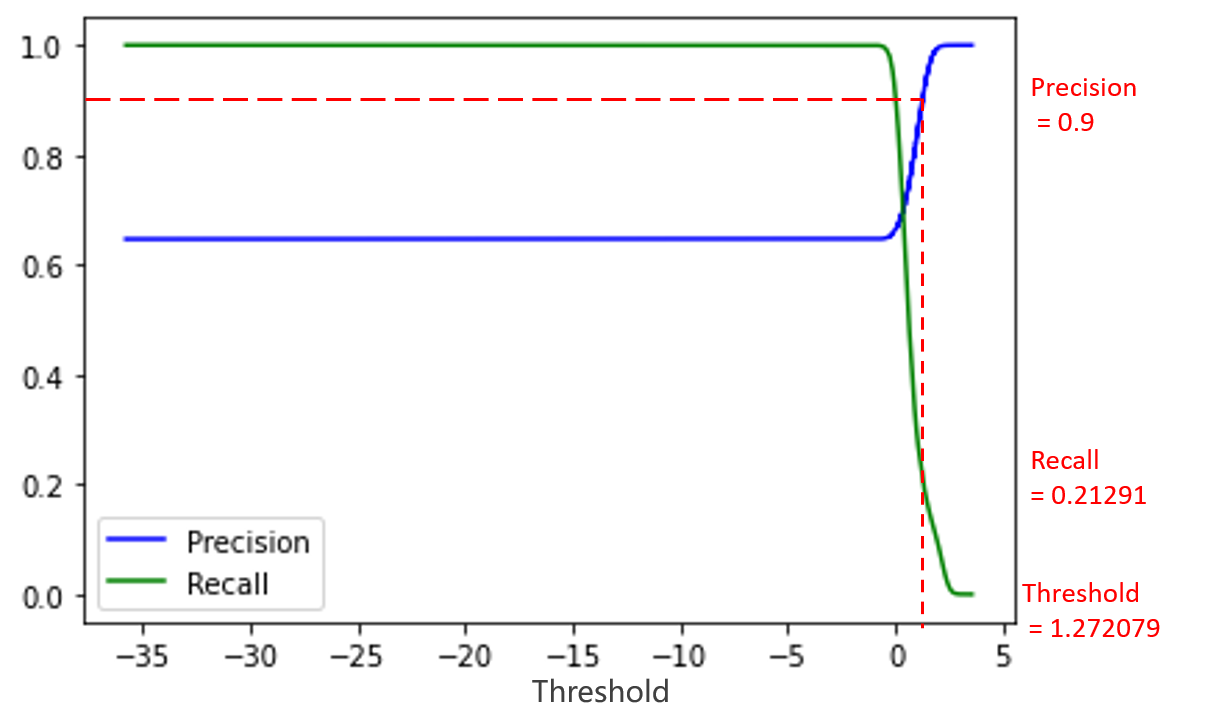 1.0
0.8
0.6
0.4
0.2
0.0
Precision
= 0.9
Recall
= 0.21291
Threshold
= 1.272079
Precision
Recall
−35 −30 −25 −20 −15 −10 −5 0 5
Threshold